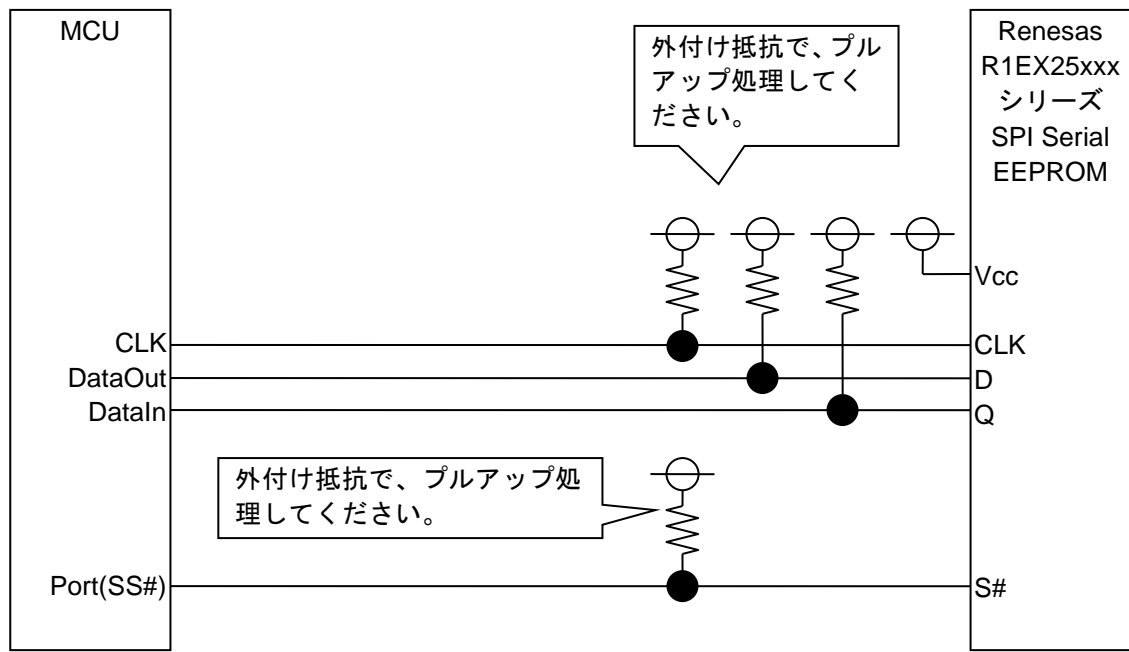 MCU
外付け抵抗で、プル
アップ処理してく
ださい。
Renesas
R1EX25xxx
シリーズ
SPI Serial
EEPROM
Vcc
CLK
CLK
DataOut
D
DataIn
Q
外付け抵抗で、プルアップ処
理してください。
Port(SS#)
S#